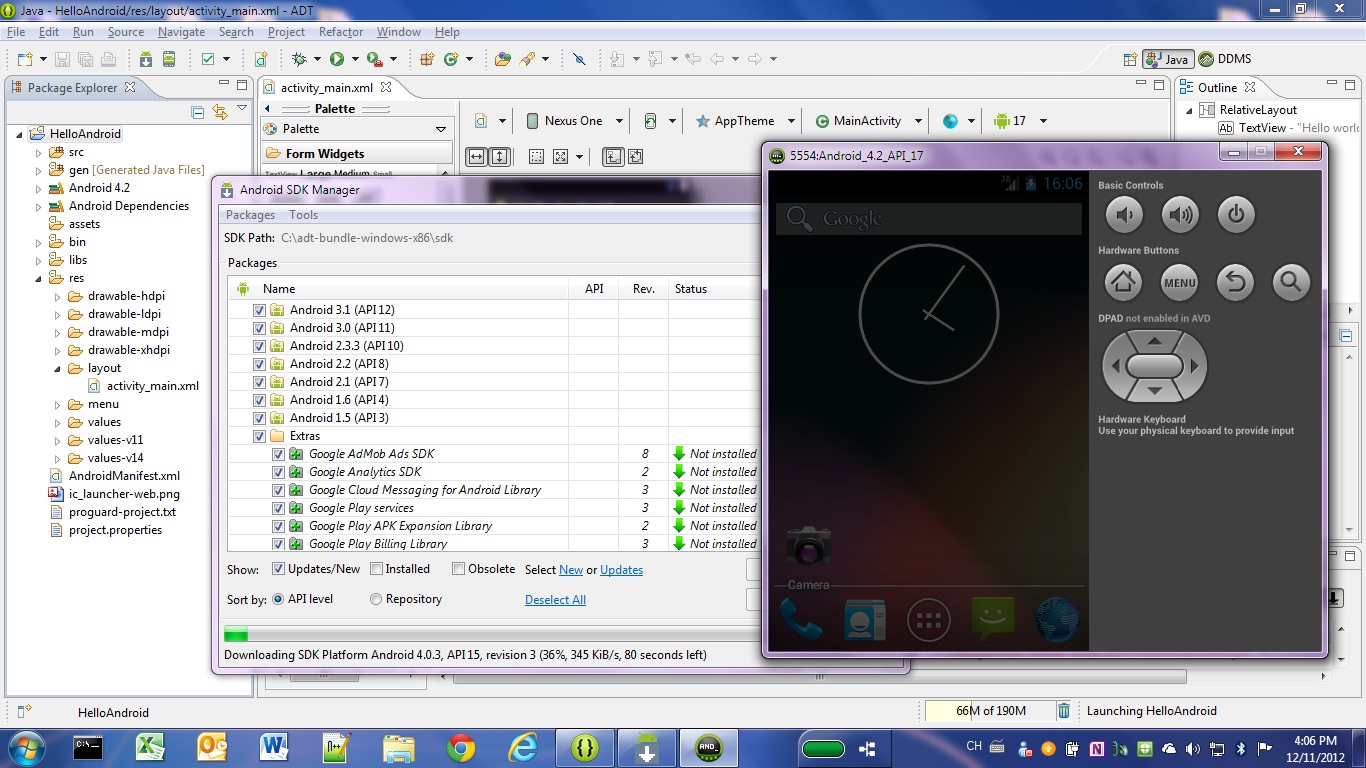 Java - HelloAndroid/res/layout/activity_main.xml - ADT
File Edit Run Source Navigate Search Project Refactor Window Help
Java DDMS
Package Explorer
HelloAndroid
src
gen [Generated Java Files]
Android 4.2
Android Dependencies
assets
bin
libs
res
drawable-hdpi
drawable-ldpi
drawable-mdpi
drawable-xhdpi
layout
activity_main.xml
menu
values
values-v11
values-v14
AndroidManifest.xml
ic_launcher-web.png
proguard-project.txt
project.properties
activity_main.xml
Palette
Palette
Form Widgets
TextView Large Medium Small
Nexus One AppTheme MainActivity 17
Outline
RelativeLayout
Ab TextView - "Hello world
Android SDK Manager
Packages Tools
SDK Path: C:\adt-bundle-windows-x86\sdk
Packages
Name API Rev. Status
Android 3.1 (API 12)
Android 3.0 (API 11)
Android 2.3.3 (API 10)
Android 2.2 (API 8)
Android 2.1 (API 7)
Android 1.6 (API 4)
Android 1.5 (API 3)
Extras
Google AdMob Ads SDK 8 Not installed
Google Analytics SDK 2 Not installed
Google Cloud Messaging for Android Library 3 Not installed
Google Play services 3 Not installed
Google Play APK Expansion Library 2 Not installed
Google Play Billing Library 3 Not installed
Show: Updates/New Installed Obsolete Select New or Updates
Sort by: API level Repository Deselect All
Downloading SDK Platform Android 4.0.3, API 15, revision 3 (36%, 345 KiB/s, 80 seconds left)
5554:Android_4.2_API_17
3G 16:06
Google
Camera
Basic Controls
Hardware Buttons
MENU
DPAD not enabled in AVD
Hardware Keyboard
Use your physical keyboard to provide input
HelloAndroid
66M of 190M
Launching HelloAndroid
CH
4:06 PM
12/11/2012